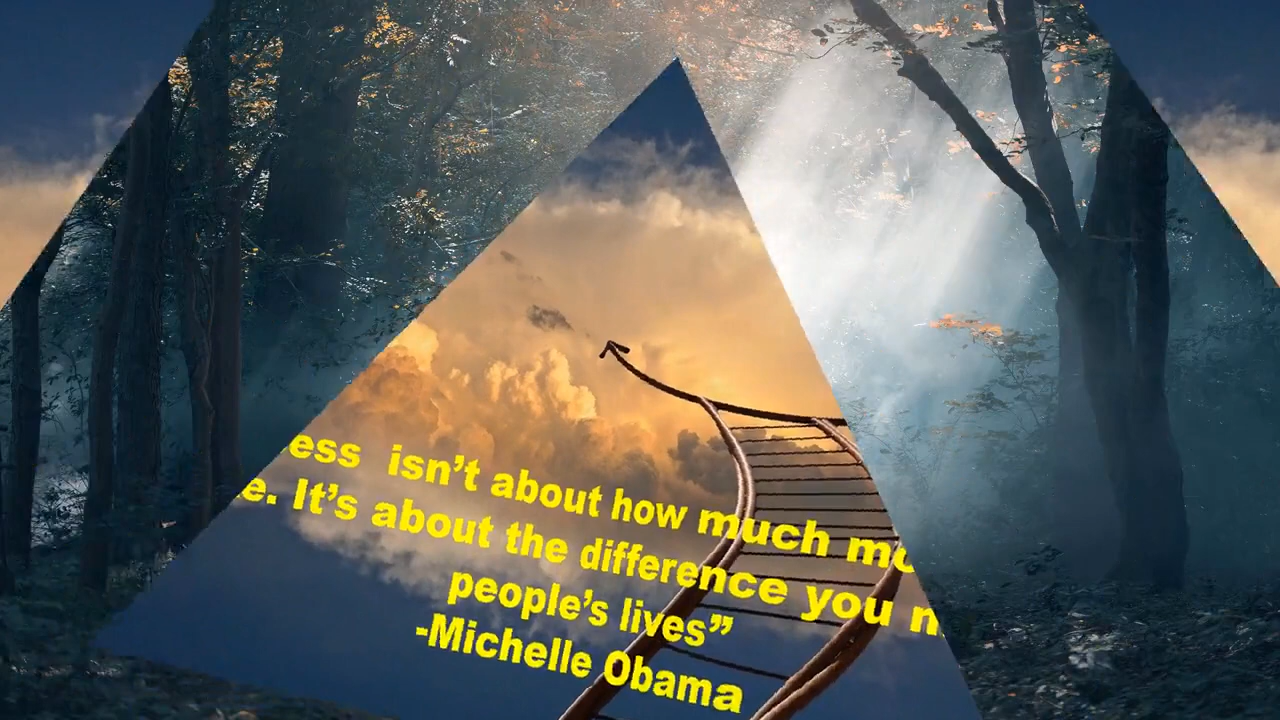 ess isn’t about how much mo
e. It’s about the difference you m
people’s lives”
-Michelle Obama